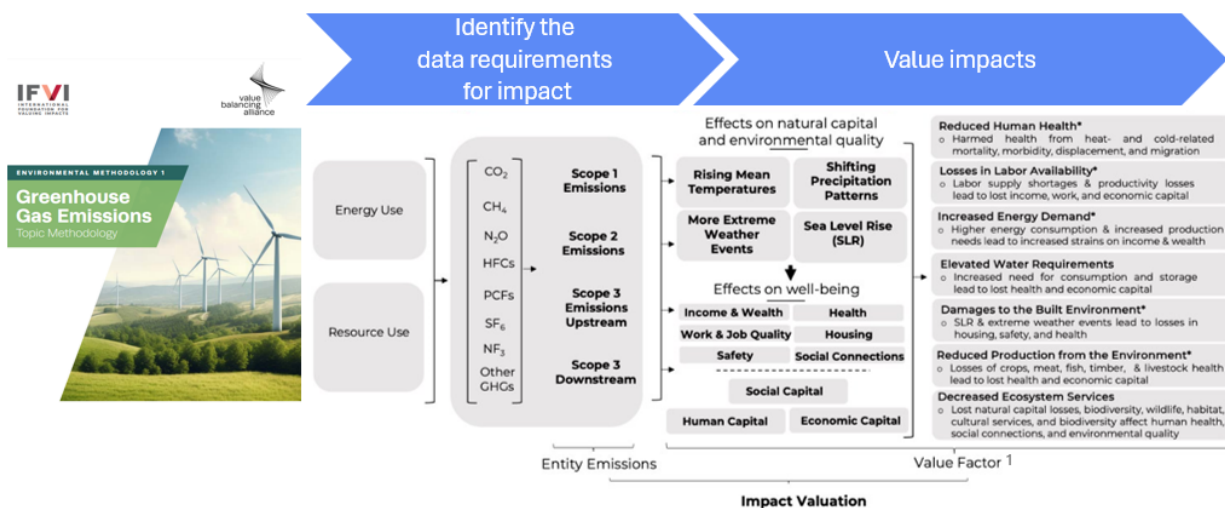 Identify the
data requirements
for impact
Value impacts
IFVI
INTERNATIONAL
FOUNDATION FOR
VALUING IMPACTS
value
balancing
alliance
ENVIRONMENTAL METHODOLOGY 1
Greenhouse
Gas Emissions
Topic Methodology
Energy Use
Resource Use
CO2
CH4
N2O
HFCs
PCFs
SF6
NF3
Other
GHGs
Scope 1
Emissions
Scope 2
Emissions
Scope 3
Emissions
Upstream
Scope 3
Downstream
Entity Emissions
Effects on natural capital
and environmental quality
Rising Mean
Temperatures
Shifting
Precipitation
Patterns
More Extreme
Weather
Events
Sea Level Rise
(SLR)
Effects on well-being
Income & Wealth
Health
Work & Job Quality
Housing
Safety
Social Connections
Social Capital
Human Capital
Economic Capital
Reduced Human Health*
o Harmed health from heat- and cold-related
mortality, morbidity, displacement, and migration
Losses in Labor Availability*
o Labor supply shortages & productivity losses
lead to lost income, work, and economic capital
Increased Energy Demand*
o Higher energy consumption & increased production
needs lead to increased strains on income & wealth
Elevated Water Requirements
o Increased need for consumption and storage
lead to lost health and economic capital
Damages to the Built Environment*
o SLR & extreme weather events lead to losses in
housing, safety, and health
Reduced Production from the Environment*
o Losses of crops, meat, fish, timber, & livestock health
lead to lost health and economic capital
Decreased Ecosystem Services
o Lost natural capital losses, biodiversity, wildlife, habitat,
cultural services, and biodiversity affect human health,
social connections, and environmental quality
Value Factor 1
Impact Valuation